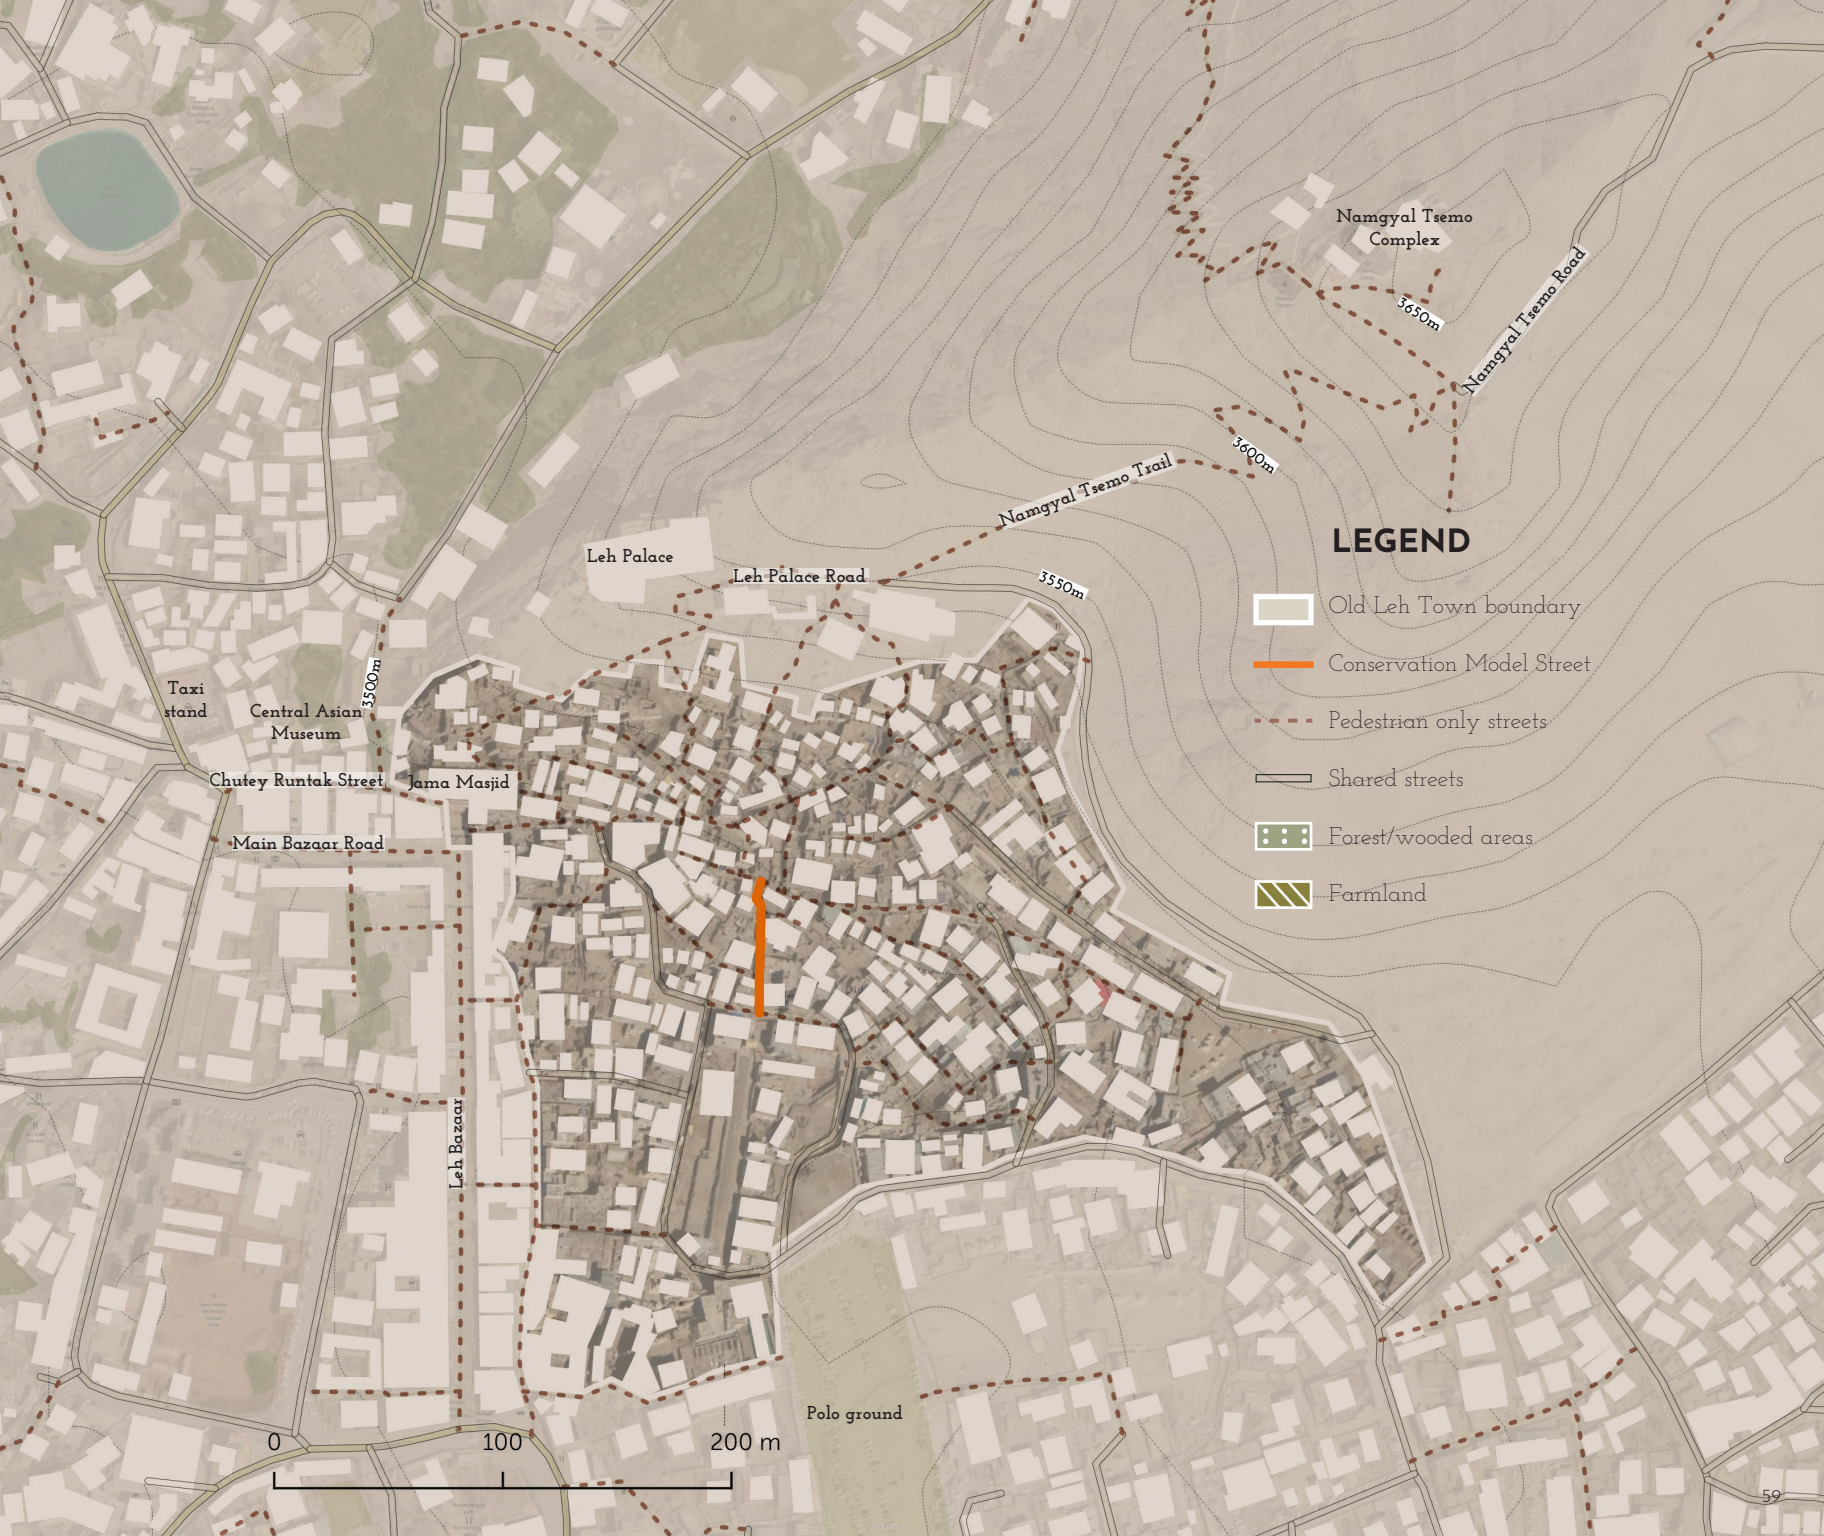 Namgyal Tsemo
Complex
Namgyal Tsemo Road
3650m
3600m
Namgyal Tsemo Trail
LEGEND
Leh Palace
Leh Palace Road
3550m
Old Leh Town boundary
Conservation Model Street
3500m
Taxi
stand
Central Asian
Museum
Pedestrian only streets
Chutey Runtak Street
Jama Masjid
Shared streets
Main Bazaar Road
Forest/wooded areas
Farmland
Leh Bazaar
Polo ground
0 100 200 m
59